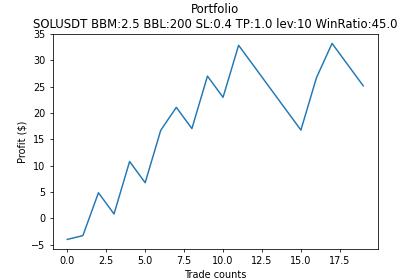 Portfolio
SOLUSDT BBM:2.5 BBL:200 SL:0.4 TP:1.0 lev:10 WinRatio:45.0
35
30
25
20
15
10
5
0
−5
Profit ($)
0.0 2.5 5.0 7.5 10.0 12.5 15.0 17.5
Trade counts